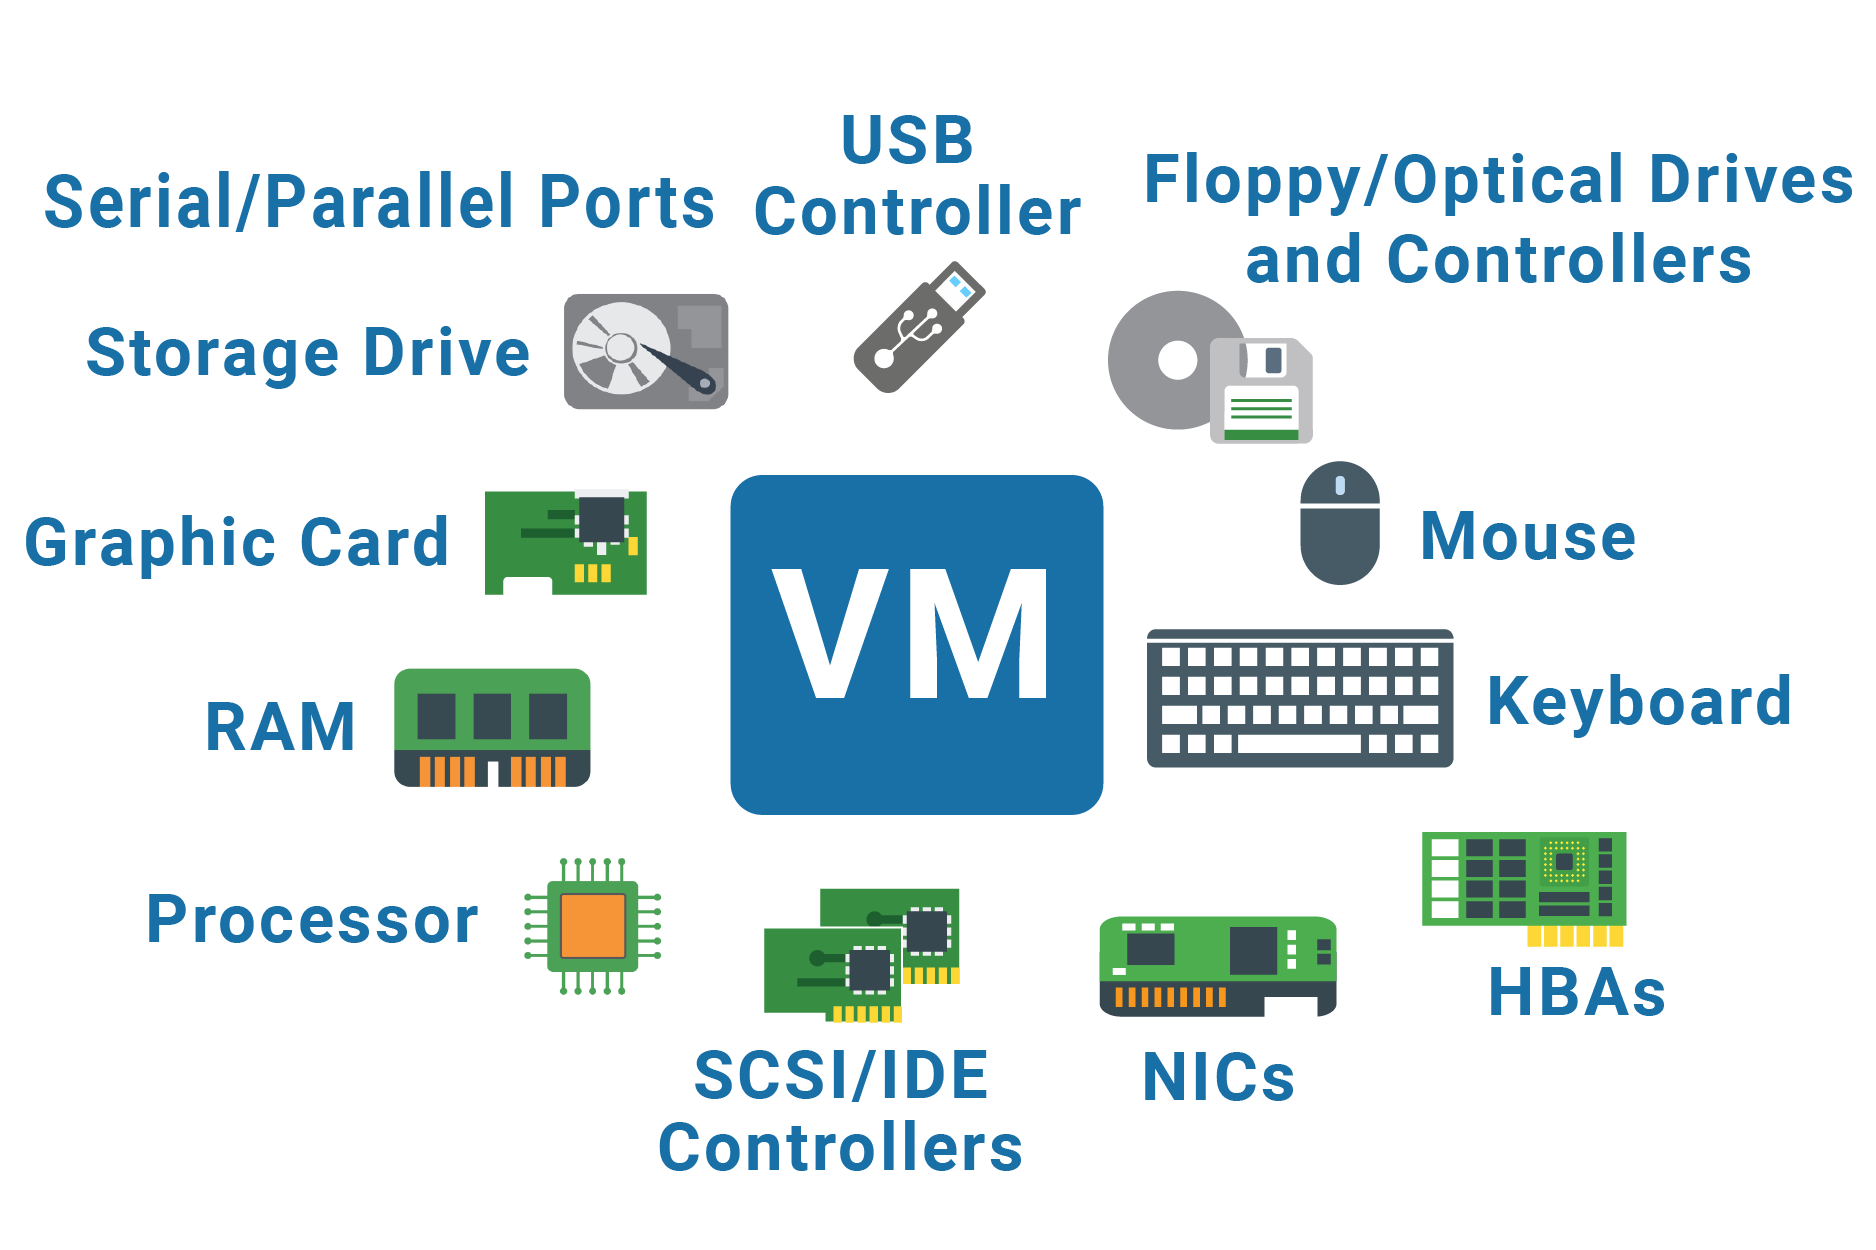 USB
Controller
Serial/Parallel Ports
Floppy/Optical Drives
and Controllers
Storage Drive
Graphic Card
VM
Mouse
RAM
Keyboard
Processor
HBAs
SCSI/IDE
Controllers
NICs